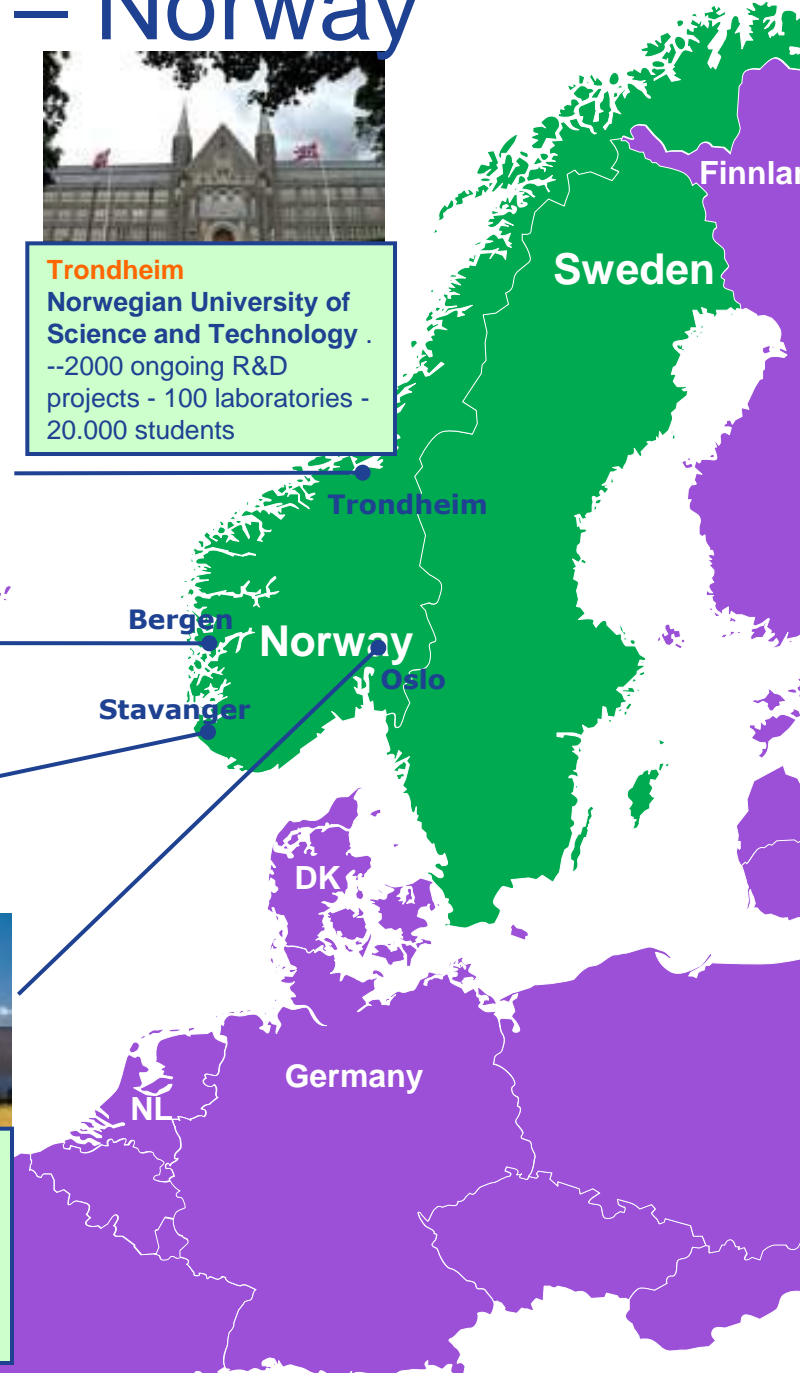 – Norway
Trondheim
Norwegian University of
Science and Technology .
--2000 ongoing R&D
projects - 100 laboratories -
20.000 students
Finnlan
Sweden
Trondheim
Bergen
Norway
Oslo
Stavanger
DK
Germany
NL